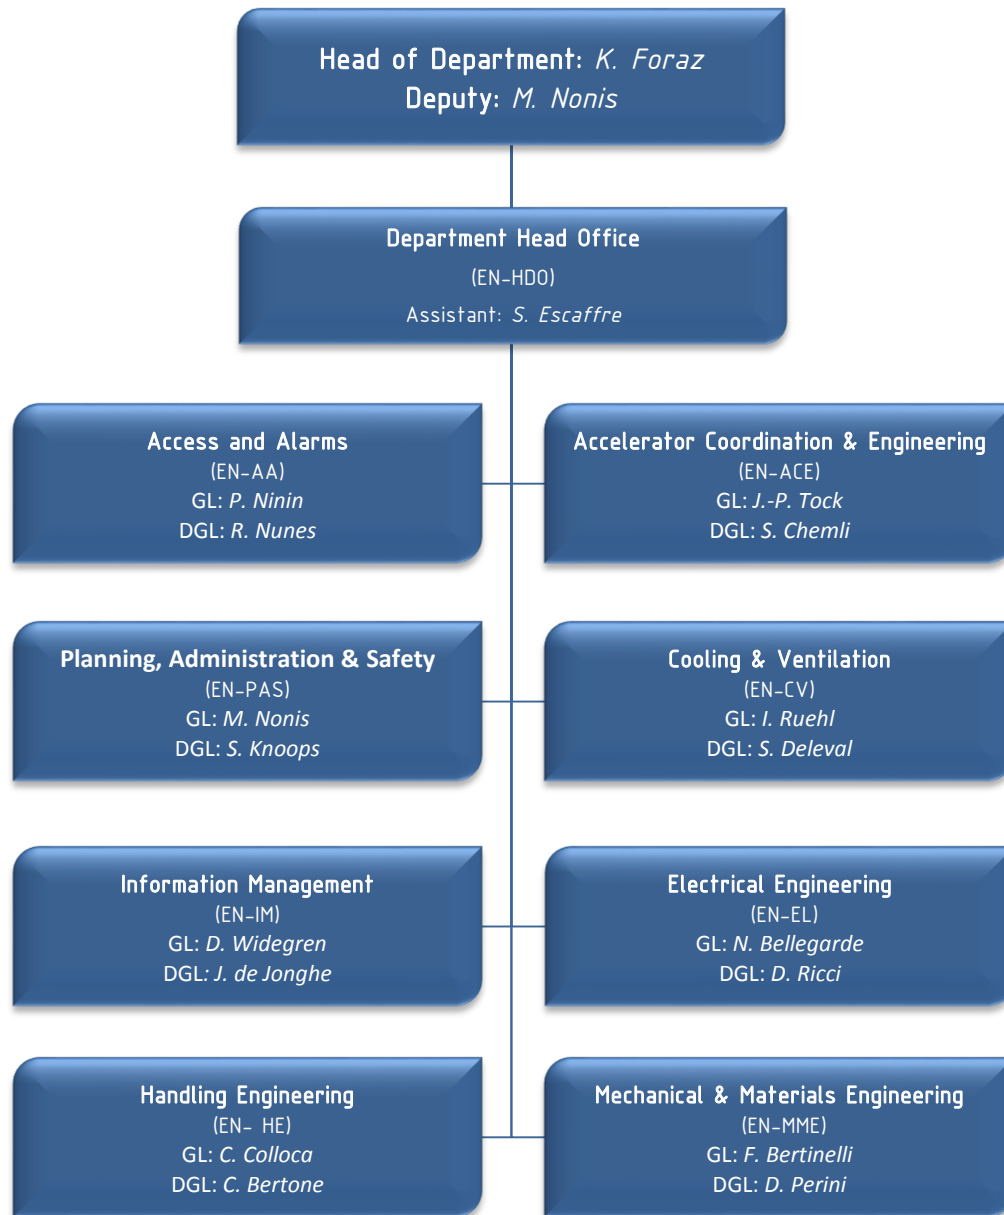 Head of Department: K. Foraz
Deputy: M. Nonis
Department Head Office
(EN-HDO)
Assistant: S. Escaffre
Access and Alarms
(EN-AA)
GL: P. Ninin
DGL: R. Nunes
Accelerator Coordination & Engineering
(EN-ACE)
GL: J.-P. Tock
DGL: S. Chemli
Planning, Administration & Safety
(EN-PAS)
GL: M. Nonis
DGL: S. Knoops
Cooling & Ventilation
(EN-CV)
GL: I. Ruehl
DGL: S. Deleval
Information Management
(EN-IM)
GL: D. Widegren
DGL: J. de Jonghe
Electrical Engineering
(EN-EL)
GL: N. Bellegarde
DGL: D. Ricci
Handling Engineering
(EN- HE)
GL: C. Colloca
DGL: C. Bertone
Mechanical & Materials Engineering
(EN-MME)
GL: F. Bertinelli
DGL: D. Perini